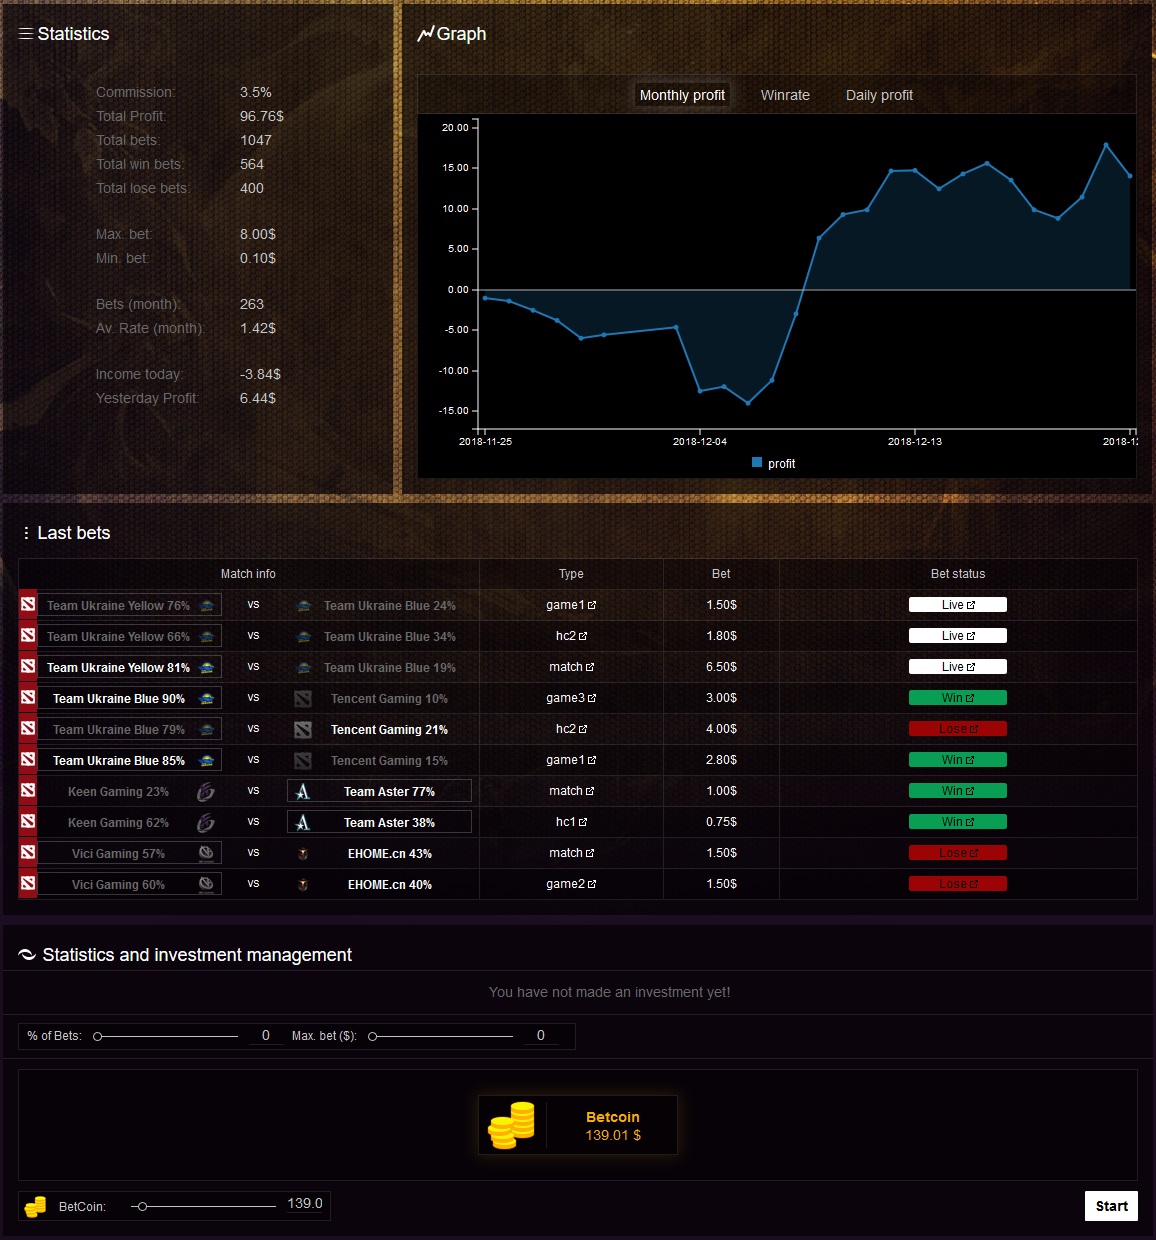 Statistics
Commission: 3.5%
Total Profit: 96.76$
Total bets: 1047
Total win bets: 564
Total lose bets: 400
Max. bet: 8.00$
Min. bet: 0.10$
Bets (month): 263
Av. Rate (month): 1.42$
Income today: -3.84$
Yesterday Profit: 6.44$
Graph
Monthly profit Winrate Daily profit
20.00
15.00
10.00
5.00
0.00
-5.00
-10.00
-15.00
2018-11-25 2018-12-04 2018-12-13 2018-12
profit
Last bets
Match info Type Bet Bet status
Team Ukraine Yellow 76% vs Team Ukraine Blue 24% game1 1.50$ Live
Team Ukraine Yellow 66% vs Team Ukraine Blue 34% hc2 1.80$ Live
Team Ukraine Yellow 81% vs Team Ukraine Blue 19% match 6.50$ Live
Team Ukraine Blue 90% vs Tencent Gaming 10% game3 3.00$ Win
Team Ukraine Blue 79% vs Tencent Gaming 21% hc2 4.00$ Lose
Team Ukraine Blue 85% vs Tencent Gaming 15% game1 2.80$ Win
Keen Gaming 23% vs Team Aster 77% match 1.00$ Win
Keen Gaming 62% vs Team Aster 38% hc1 0.75$ Win
Vici Gaming 57% vs EHOME.cn 43% match 1.50$ Lose
Vici Gaming 60% vs EHOME.cn 40% game2 1.50$ Lose
Statistics and investment management
You have not made an investment yet!
% of Bets: 0 Max. bet ($): 0
Betcoin
139.01 $
BetCoin: 139.0
Start